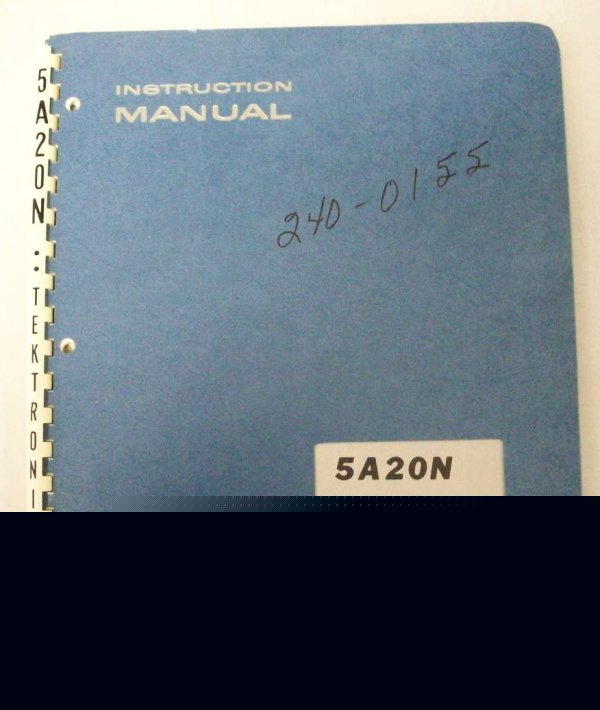 INSTRUCTION
MANUAL
240-0155
5A20N
5A20N : TEKTRONI